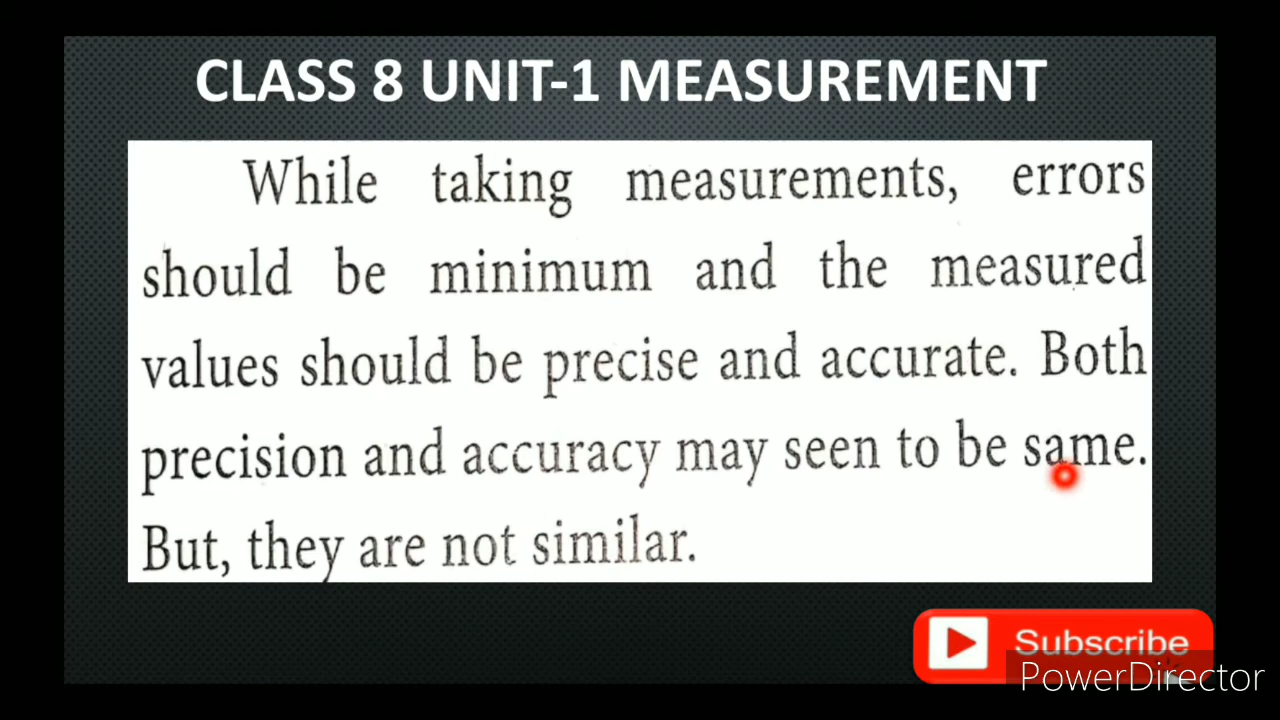 CLASS 8 UNIT-1 MEASUREMENT
While taking measurements, errors
should be minimum and the measured
values should be precise and accurate. Both
precision and accuracy may seen to be same.
But, they are not similar.
Subscribe
PowerDirector